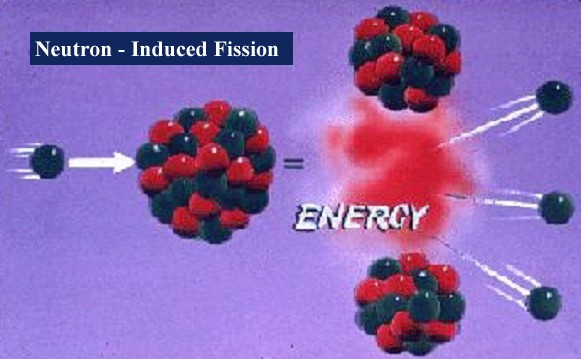 Neutron - Induced Fission
=
ENERGY